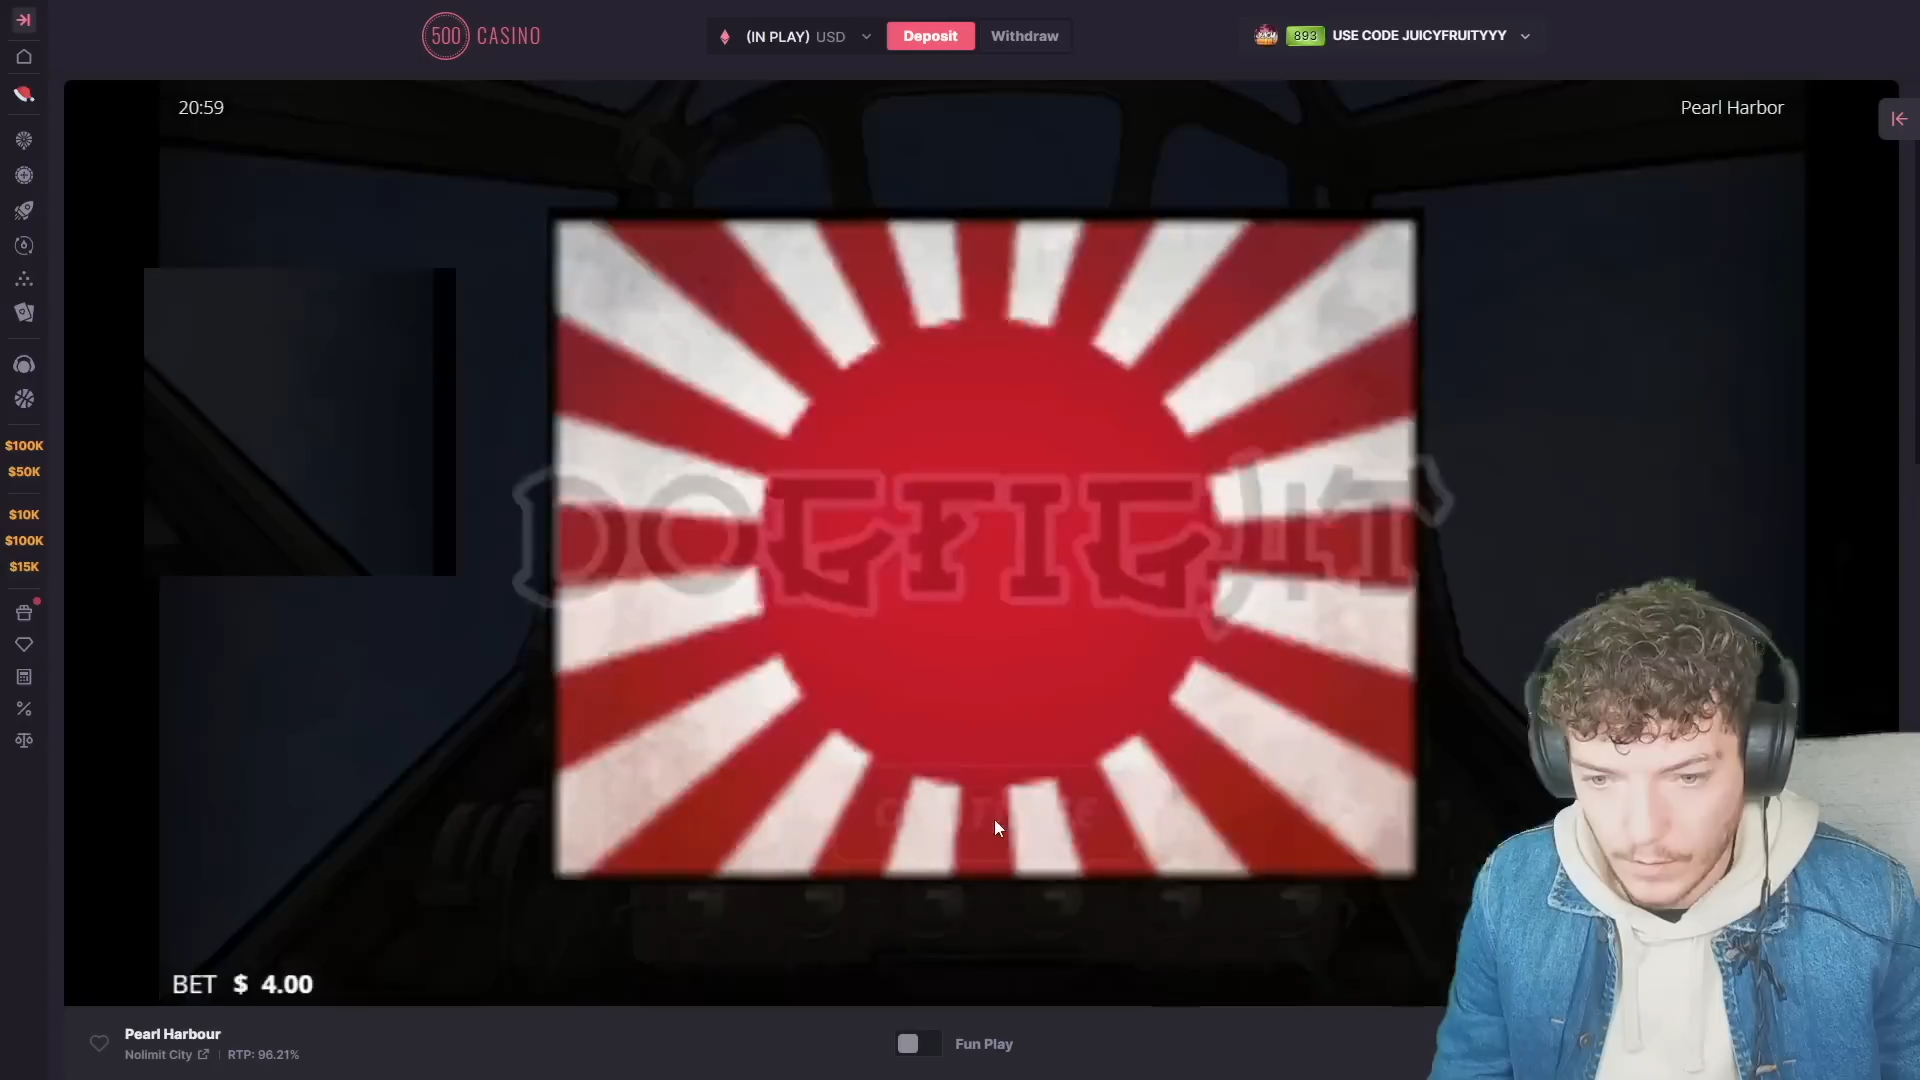 500 CASINO
(IN PLAY) USD
Deposit
Withdraw
893
USE CODE JUICYFRUITYYY
20:59
Pearl Harbor
$100K
$50K
$10K
$100K
$15K
DOGFIGHT
BET $ 4.00
Pearl Harbour
Nolimit City
RTP: 96.21%
Fun Play